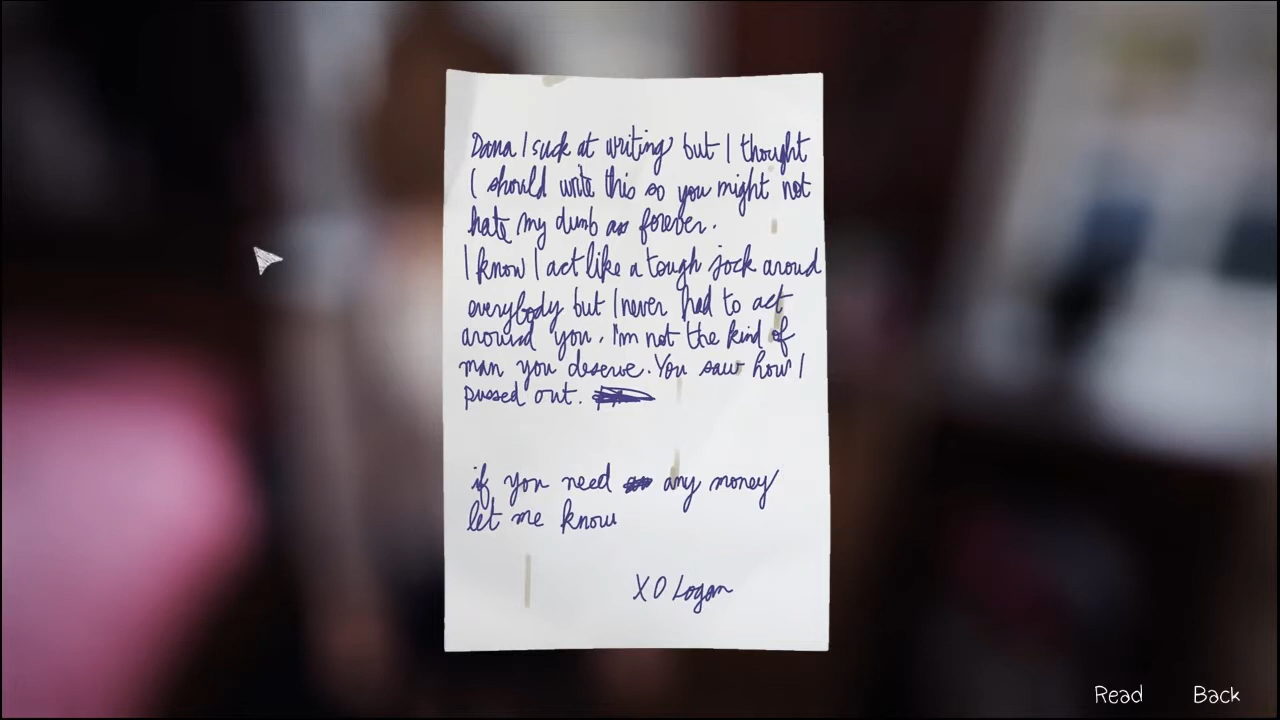 Dana I suck at writing but I thought
I should write this so you might not
hate my dumb ass forever.
I know I act like a tough jock aroud
everybody but I never had to act
around you. I'm not the kind of
man you deserve. You saw how I
pussed out.
if you need any money
let me know
XO Logan
Read Back